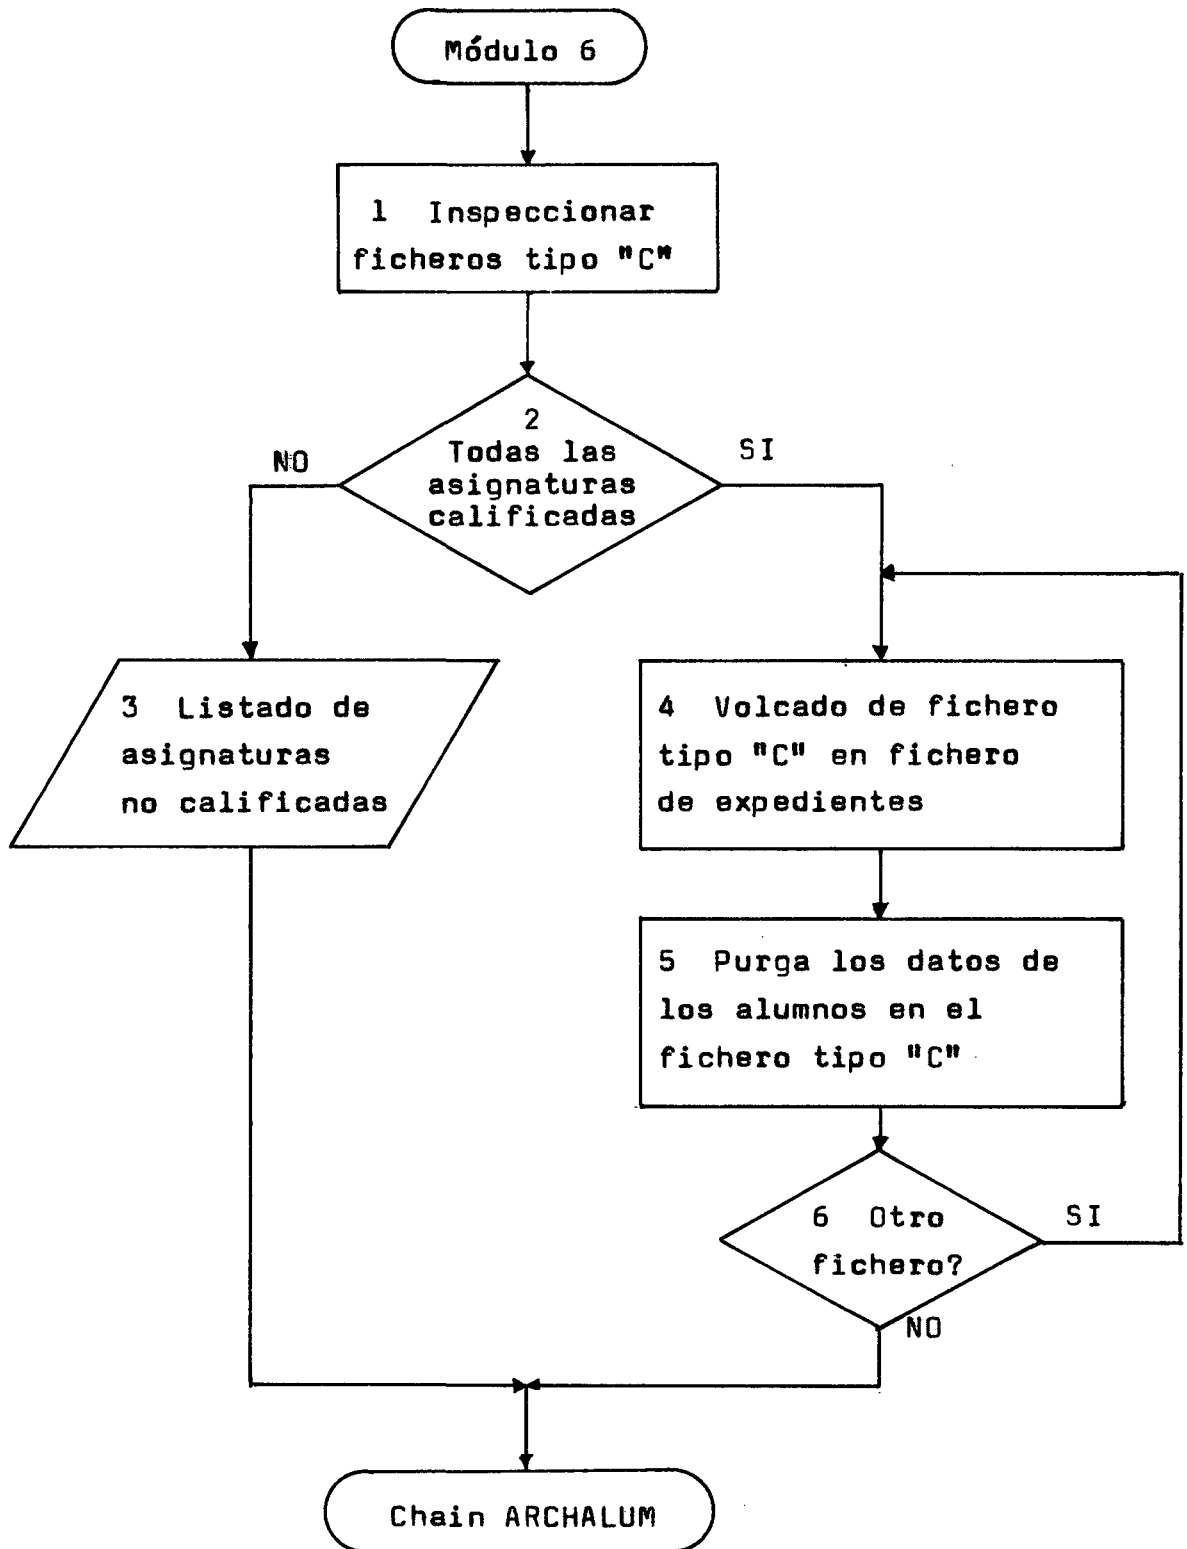 Módulo 6
1 Inspeccionar
ficheros tipo "C"
2
Todas las
asignaturas
calificadas
NO
SI
3 Listado de
asignaturas
no calificadas
4 Volcado de fichero
tipo "C" en fichero
de expedientes
5 Purga los datos de
los alumnos en el
fichero tipo "C"
6 Otro
fichero?
SI
NO
Chain ARCHALUM